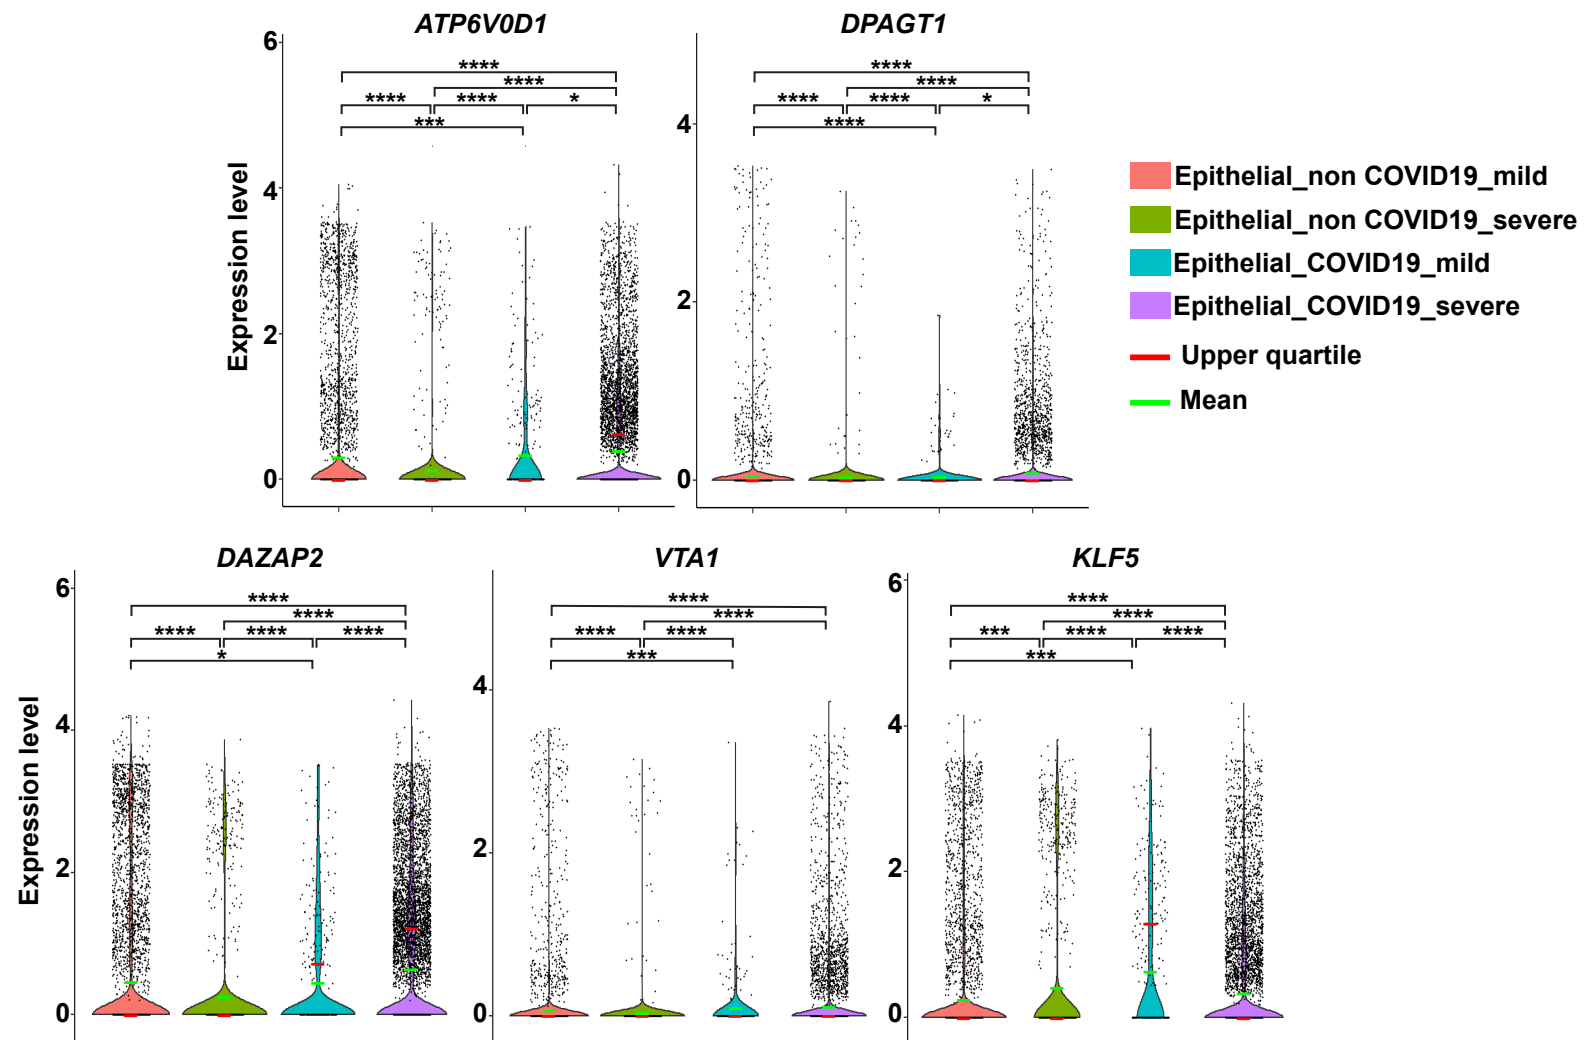 ATP6V0D1
DPAGT1
6
4
2
0
Expression level
****
****
**** **** *
***
4
2
0
****
****
**** **** *
****
Epithelial_non COVID19_mild
Epithelial_non COVID19_severe
Epithelial_COVID19_mild
Epithelial_COVID19_severe
Upper quartile
Mean
DAZAP2
VTA1
KLF5
6
4
2
0
Expression level
****
****
**** **** ****
*
4
2
0
****
****
**** ****
***
6
4
2
0
****
****
*** **** ****
***